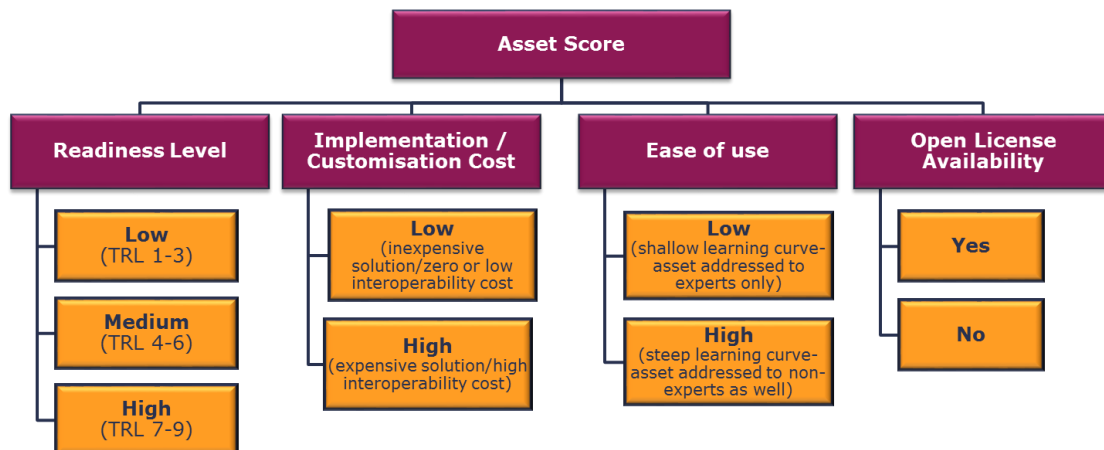 Asset Score
Readiness Level
Low
(TRL 1-3)
Medium
(TRL 4-6)
High
(TRL 7-9)
Implementation /
Customisation Cost
Low
(inexpensive
solution/zero or low
interoperability cost
High
(expensive solution/high
interoperability cost)
Ease of use
Low
(shallow learning curve-
asset addressed to
experts only)
High
(steep learning curve-
asset addressed to non-
experts as well)
Open License
Availability
Yes
No